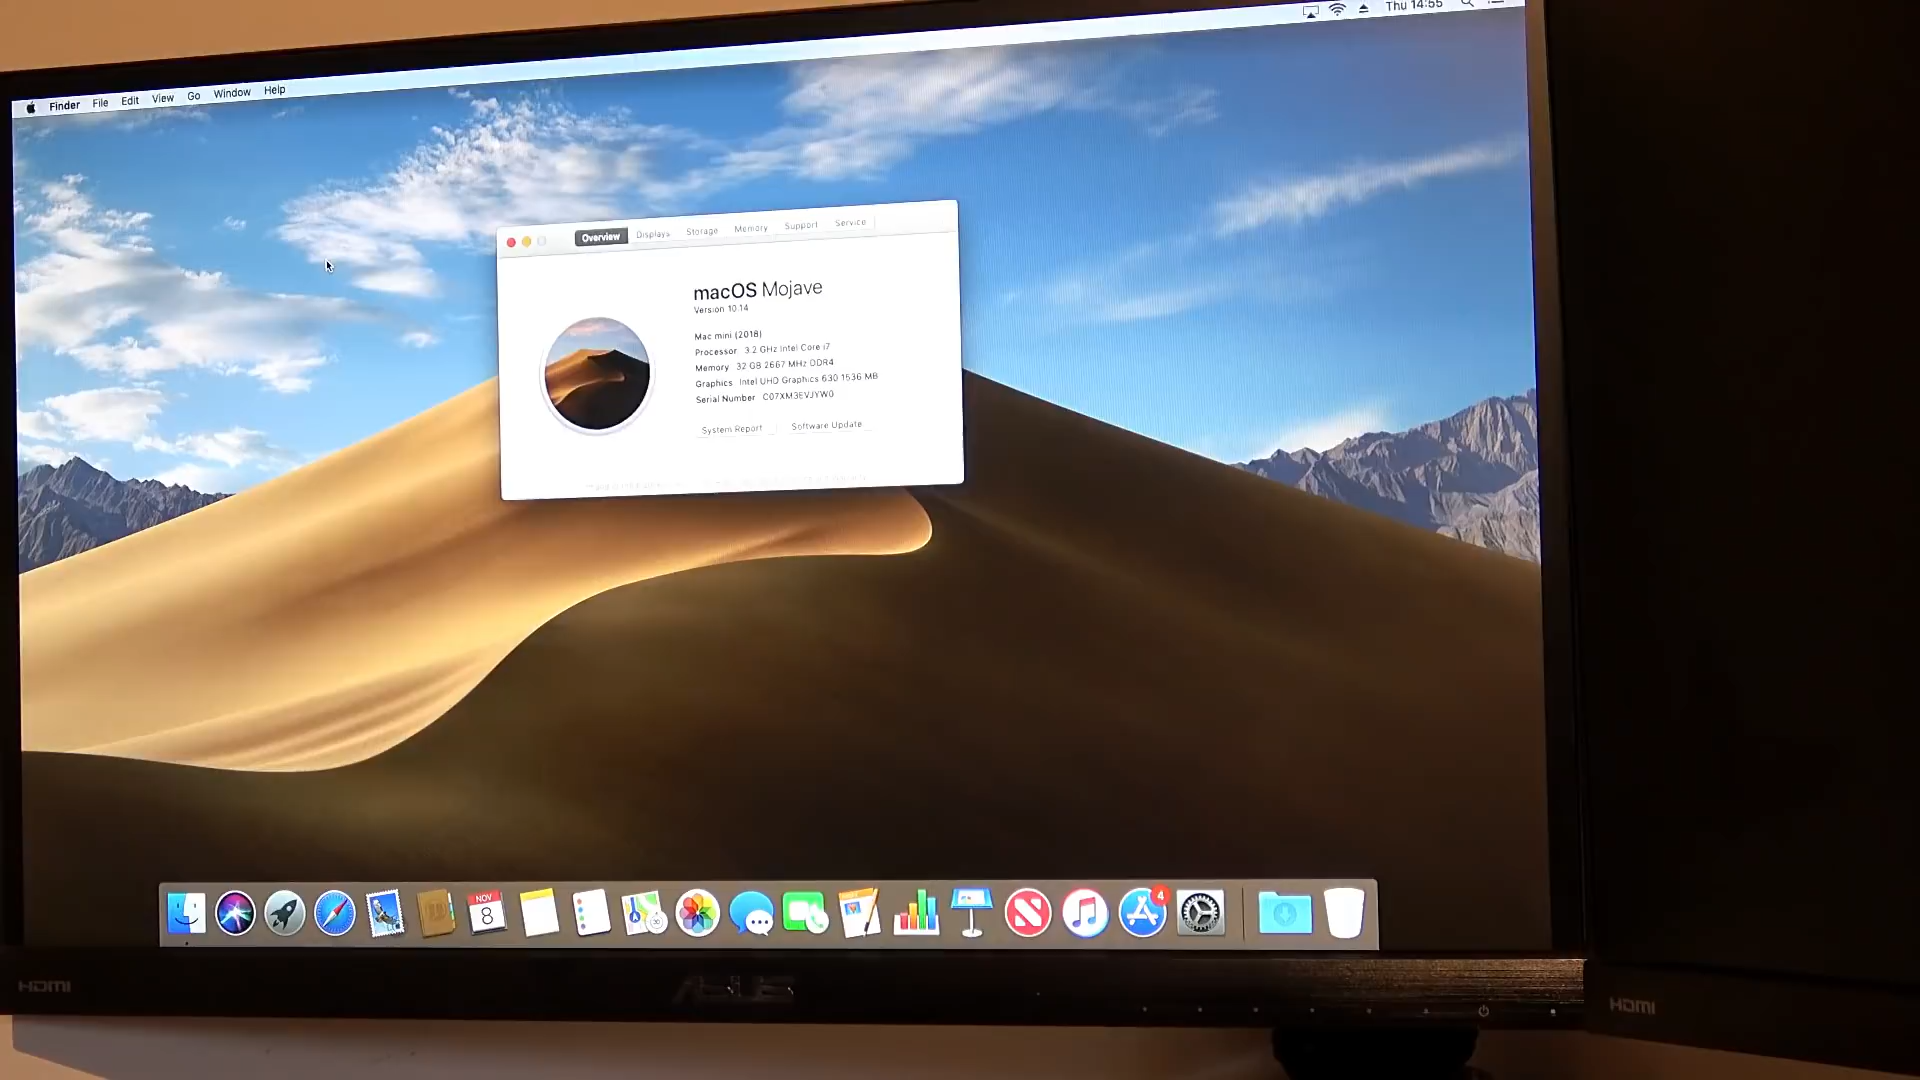 Finder File Edit View Go Window Help
Thu 14:55
Overview Displays Storage Memory Support Service
macOS Mojave
Version 10.14
Mac mini (2018)
Processor 3.2 GHz Intel Core i7
Memory 32 GB 2667 MHz DDR4
Graphics Intel UHD Graphics 630 1536 MB
Serial Number C07XM3EVJYW0
System Report Software Update...
NOV
8
4
HDMI
ASUS
HDMI